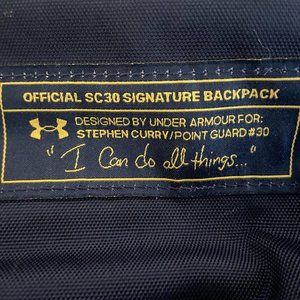 OFFICIAL SC30 SIGNATURE BACKPACK
DESIGNED BY UNDER ARMOUR FOR:
STEPHEN CURRY/POINT GUARD #30
"I Can do all things..."